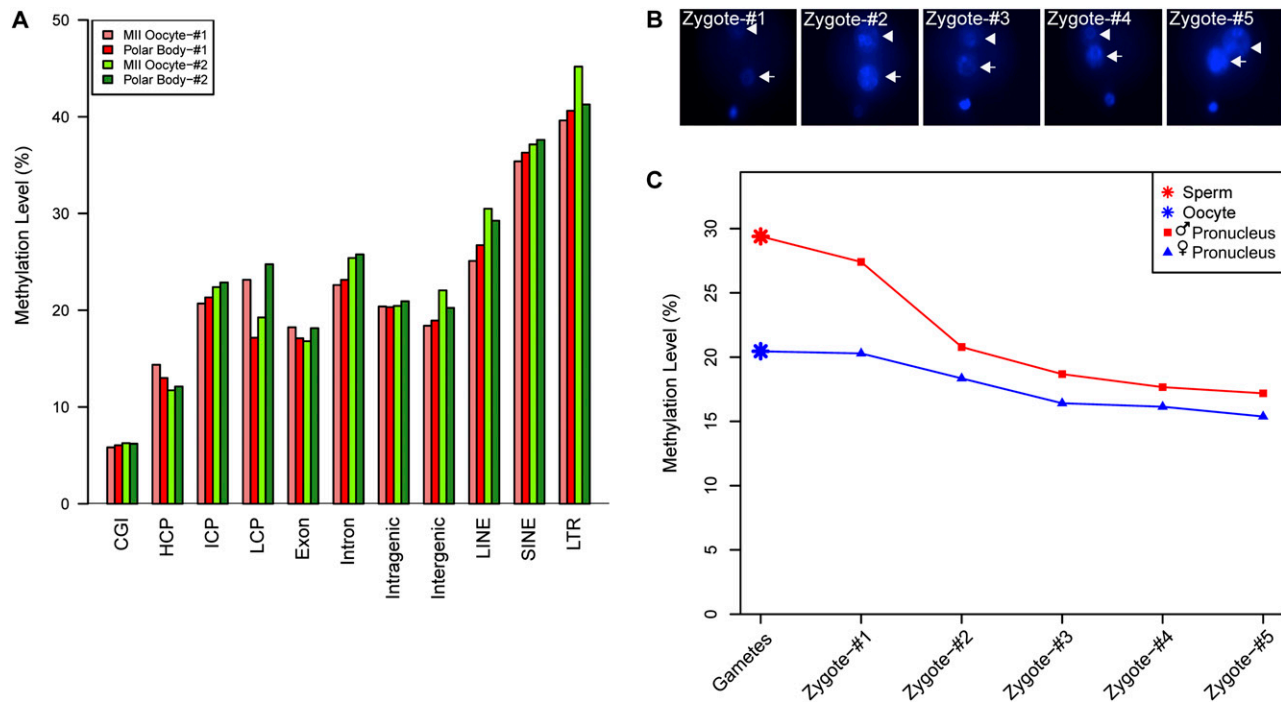 A
Methylation Level (%)
50
40
30
20
10
0
MII Oocyte-#1
Polar Body-#1
MII Oocyte-#2
Polar Body-#2
CGI
HCP
ICP
LCP
Exon
Intron
Intragenic
Intergenic
LINE
SINE
LTR
B
Zygote-#1
Zygote-#2
Zygote-#3
Zygote-#4
Zygote-#5
C
Methylation Level (%)
30
25
20
15
10
5
0
Sperm
Oocyte
♂ Pronucleus
♀ Pronucleus
Gametes
Zygote-#1
Zygote-#2
Zygote-#3
Zygote-#4
Zygote-#5